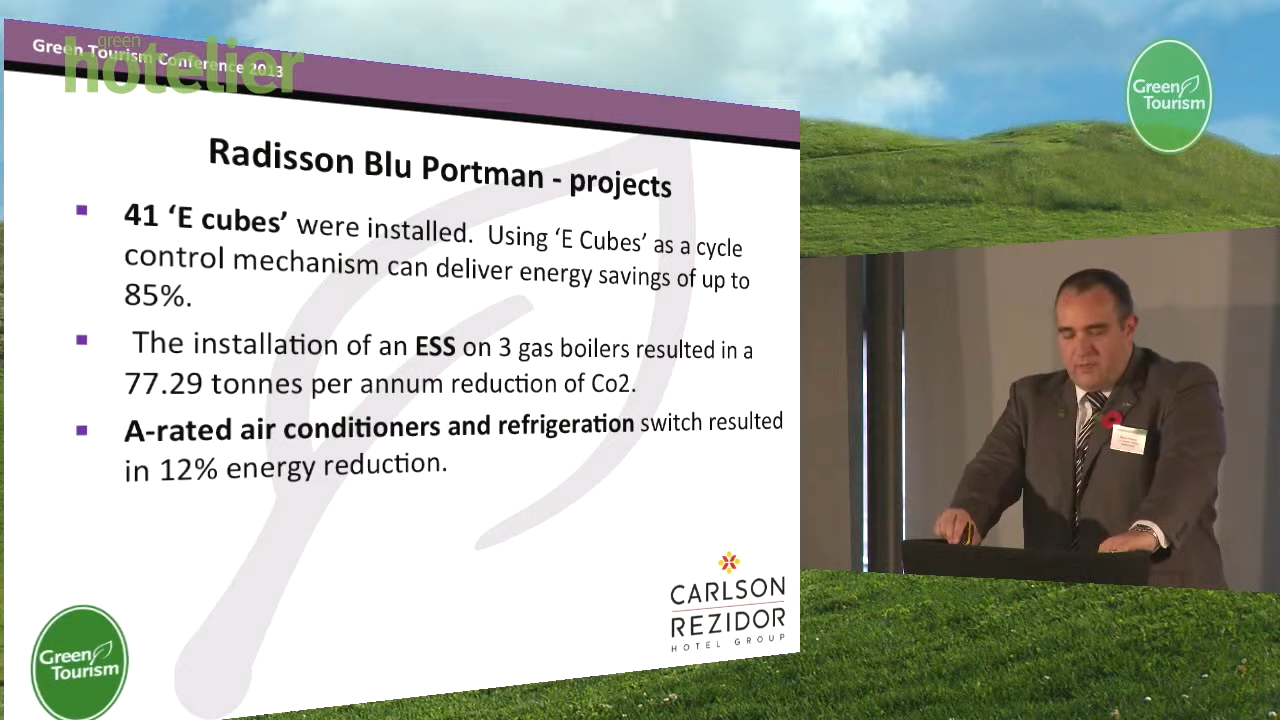 Green Tourism Conference 2013
green
hotelier
Green
Tourism
Radisson Blu Portman - projects
▪ 41 ‘E cubes’ were installed.  Using ‘E Cubes’ as a cycle
control mechanism can deliver energy savings of up to
85%.
▪ The installation of an ESS on 3 gas boilers resulted in a
77.29 tonnes per annum reduction of Co2.
▪ A-rated air conditioners and refrigeration switch resulted
in 12% energy reduction.
CARLSON
REZIDOR
HOTEL GROUP
Green
Tourism